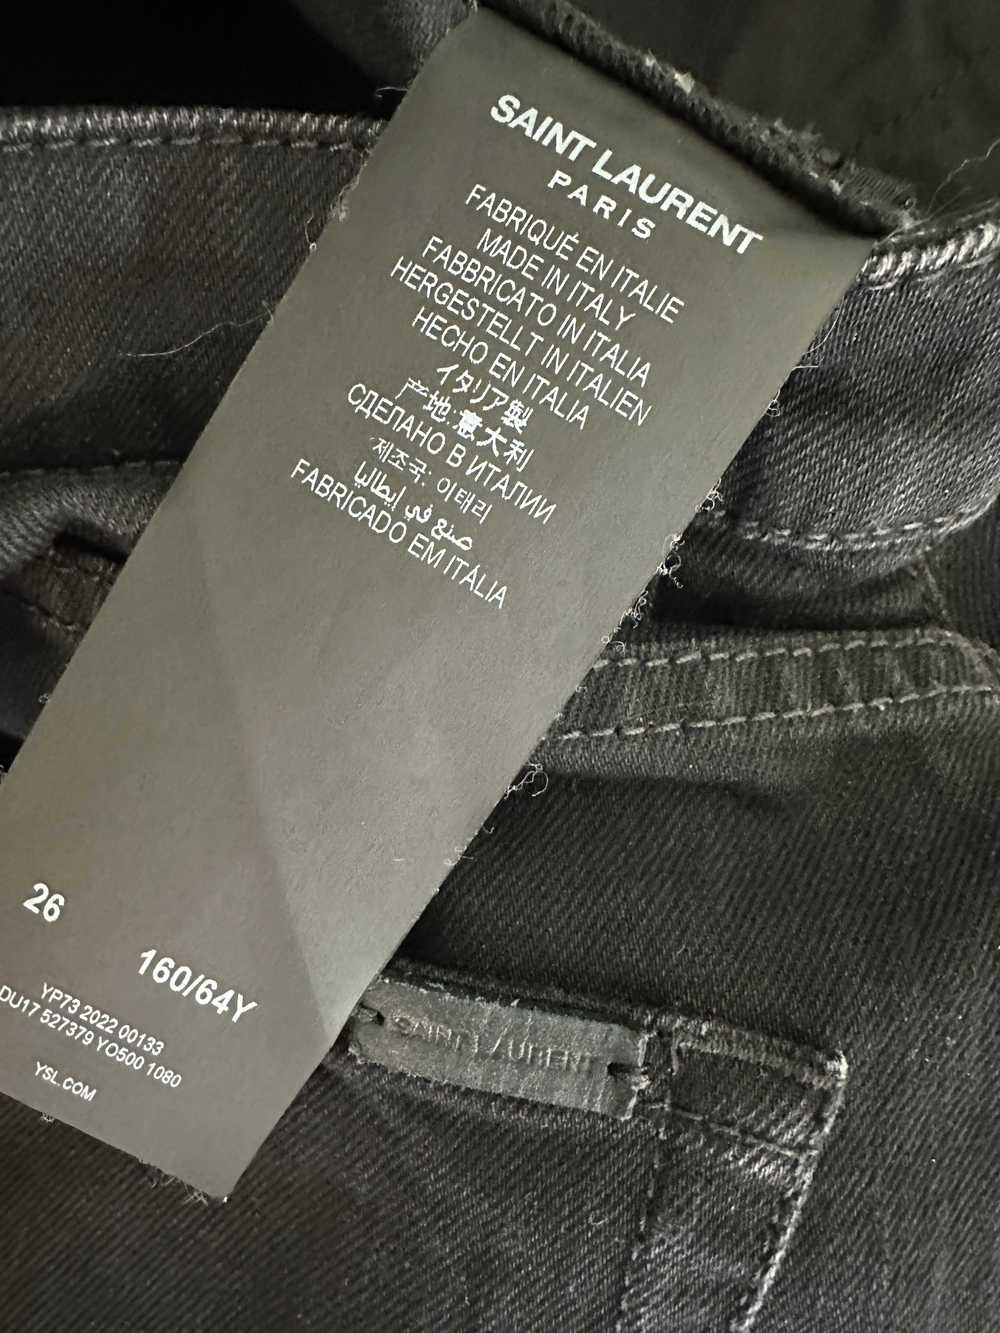 SAINT LAURENT
PARIS
FABRIQUÉ EN ITALIE
MADE IN ITALY
FABBRICATO IN ITALIA
HERGESTELLT IN ITALIEN
HECHO EN ITALIA
イタリア製
产地:意大利
СДЕЛАНО В ИТАЛИИ
제조국: 이태리
صنع في إيطاليا
FABRICADO EM ITÁLIA
26
160/64Y
YP73 2022 00133
DU17 527379 YO500 1080
YSL.COM
SAINT LAURENT